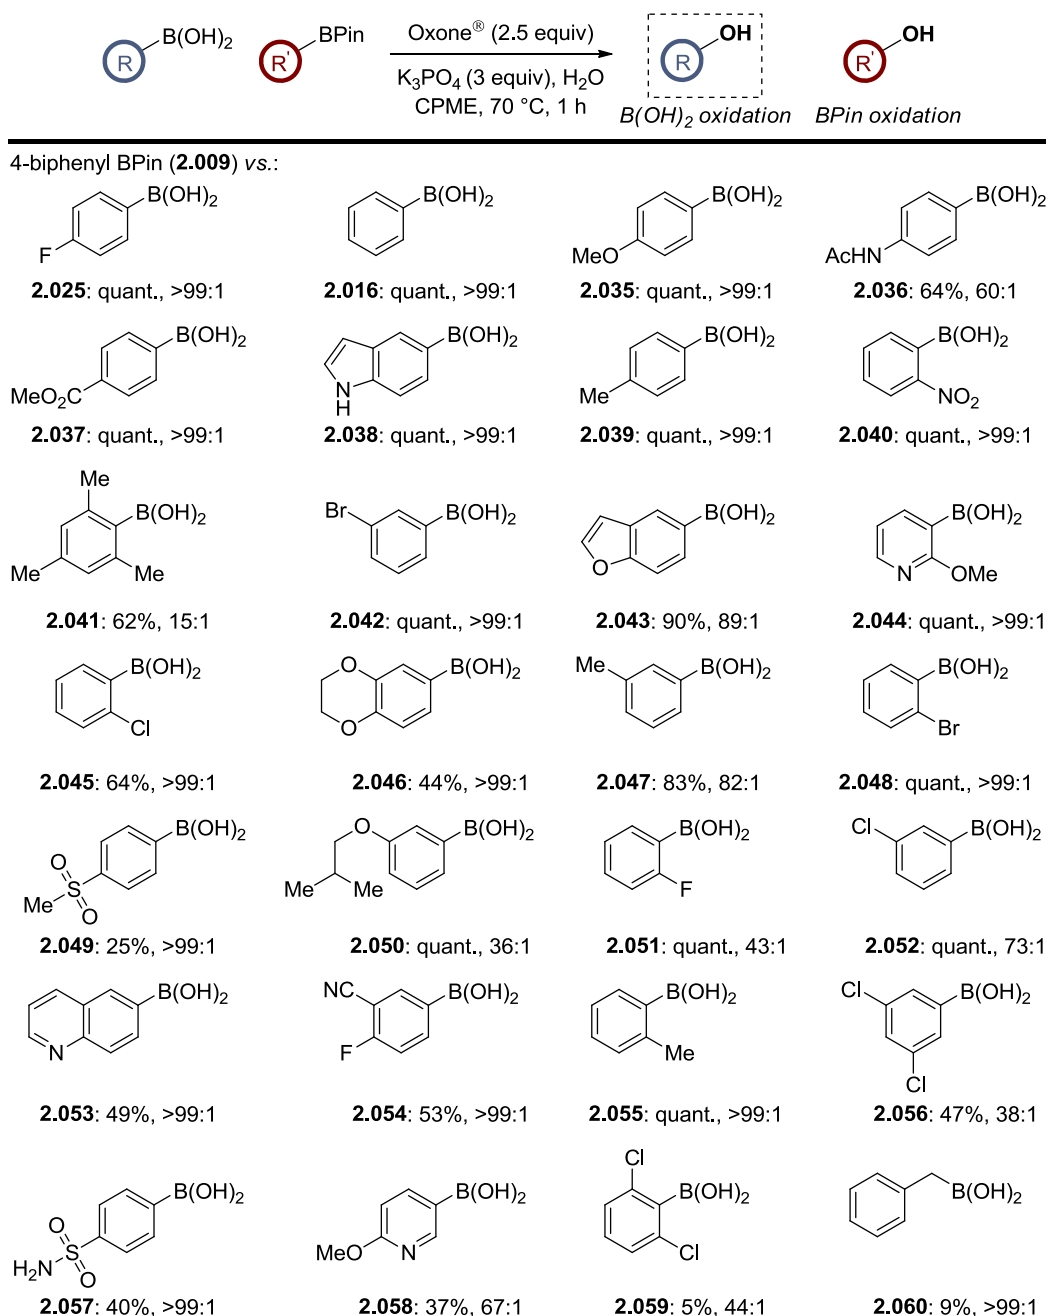 B(OH)2 BPin Oxone® (2.5 equiv) OH OH
R R' K3PO4 (3 equiv), H2O R R'
CPME, 70 °C, 1 h
B(OH)2 oxidation BPin oxidation
4-biphenyl BPin (2.009) vs.:
B(OH)2 B(OH)2 B(OH)2 B(OH)2
F MeO AcHN
2.025: quant., >99:1 2.016: quant., >99:1 2.035: quant., >99:1 2.036: 64%, 60:1
B(OH)2 B(OH)2 B(OH)2 B(OH)2
MeO2C N H Me NO2
2.037: quant., >99:1 2.038: quant., >99:1 2.039: quant., >99:1 2.040: quant., >99:1
Me
B(OH)2 Br B(OH)2 B(OH)2 B(OH)2
Me Me O N OMe
2.041: 62%, 15:1 2.042: quant., >99:1 2.043: 90%, 89:1 2.044: quant., >99:1
B(OH)2 O B(OH)2 Me B(OH)2 B(OH)2
Cl O Br
2.045: 64%, >99:1 2.046: 44%, >99:1 2.047: 83%, 82:1 2.048: quant., >99:1
B(OH)2 O B(OH)2 B(OH)2 Cl B(OH)2
O S Me O Me Me F
2.049: 25%, >99:1 2.050: quant., 36:1 2.051: quant., 43:1 2.052: quant., 73:1
B(OH)2 NC B(OH)2 B(OH)2 Cl B(OH)2
N F Me Cl
2.053: 49%, >99:1 2.054: 53%, >99:1 2.055: quant., >99:1 2.056: 47%, 38:1
B(OH)2 B(OH)2 Cl B(OH)2 B(OH)2
O S H2N O MeO N Cl
2.057: 40%, >99:1 2.058: 37%, 67:1 2.059: 5%, 44:1 2.060: 9%, >99:1